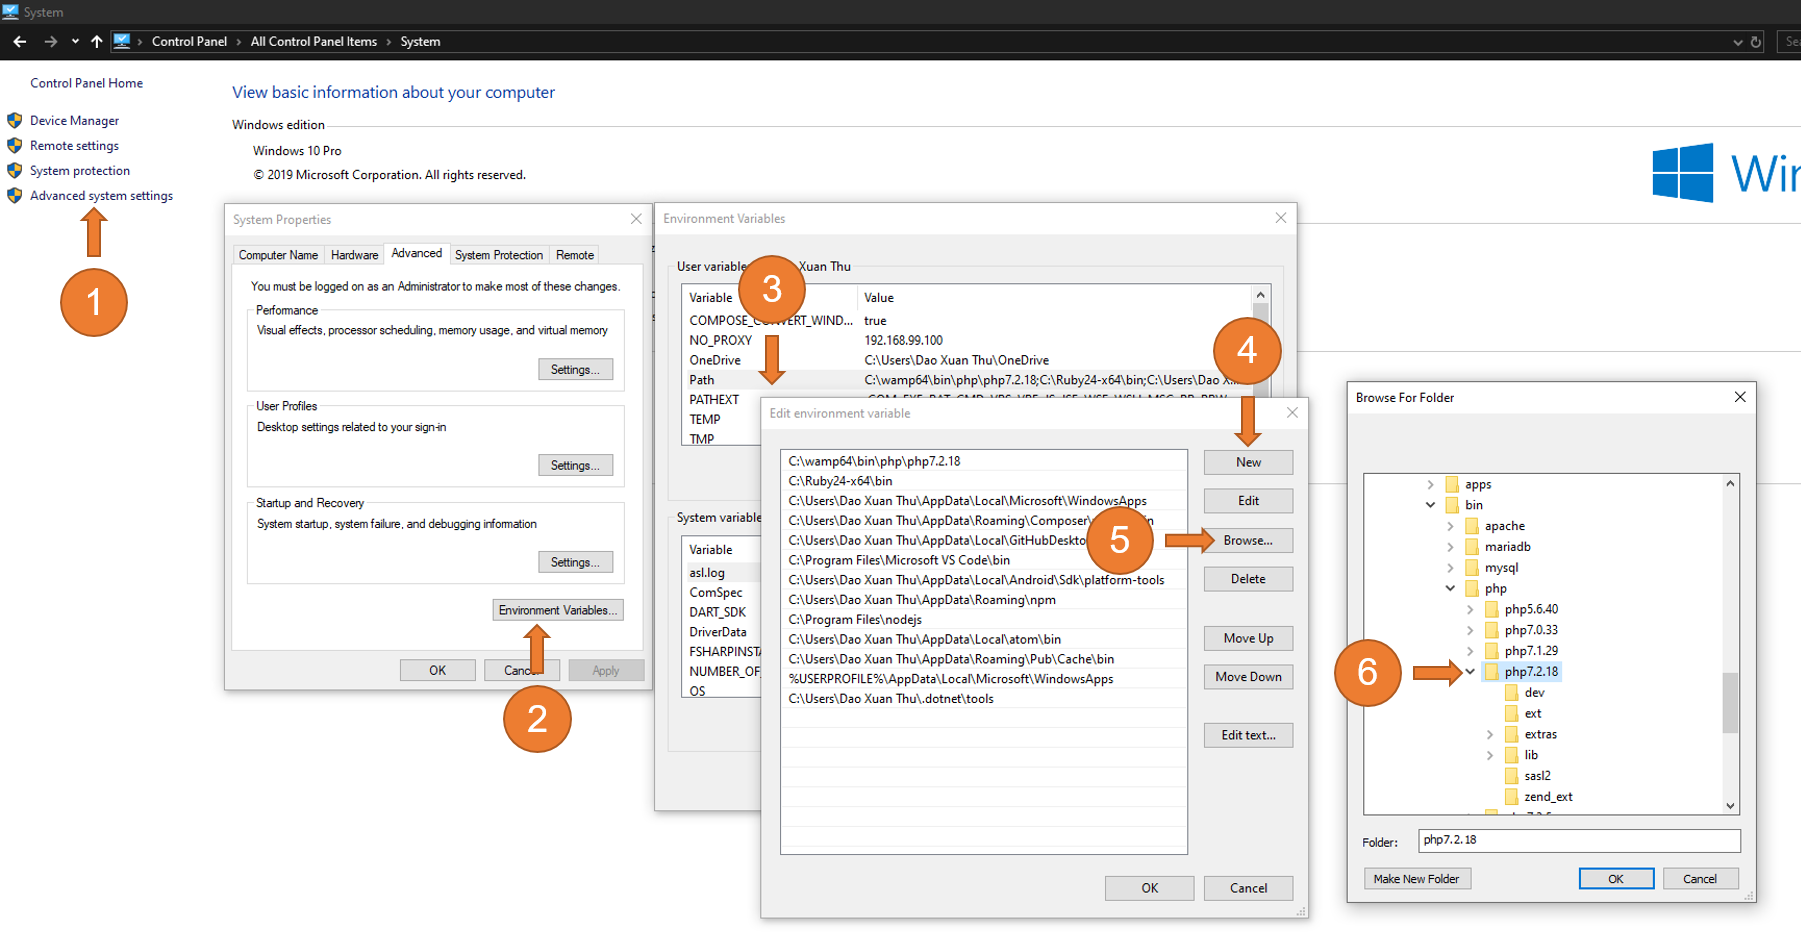 System
Control Panel › All Control Panel Items › System
Control Panel Home
Device Manager
Remote settings
System protection
Advanced system settings
1
View basic information about your computer
Windows edition
Windows 10 Pro
© 2019 Microsoft Corporation. All rights reserved.
System Properties
Computer Name
Hardware
Advanced
System Protection
Remote
You must be logged on as an Administrator to make most of these changes.
Performance
Visual effects, processor scheduling, memory usage, and virtual memory
Settings...
User Profiles
Desktop settings related to your sign-in
Settings...
Startup and Recovery
System startup, system failure, and debugging information
Settings...
Environment Variables...
OK
Apply
2
Environment Variables
Xuan Thu
3
Variable
Value
true
NO_PROXY
192.168.99.100
OneDrive
C:\Users\Dao Xuan Thu\OneDrive
Path
C:\wamp64\bin\php\php7.2.18;C:\Ruby24-x64\bin;C:\Users\Dao X...
PATHEXT
TEMP
TMP
4
Variable
asl.log
ComSpec
DART_SDK
DriverData
FSHARPINSTA
NUMBER_OF_
OS
Edit environment variable
C:\wamp64\bin\php\php7.2.18
C:\Ruby24-x64\bin
C:\Users\Dao Xuan Thu\AppData\Local\Microsoft\WindowsApps
C:\Users\Dao Xuan Thu\AppData\Roaming\Composer\
C:\Users\Dao Xuan Thu\AppData\Local\GitHubDeskto
C:\Program Files\Microsoft VS Code\bin
C:\Users\Dao Xuan Thu\AppData\Local\Android\Sdk\platform-tools
C:\Users\Dao Xuan Thu\AppData\Roaming\npm
C:\Program Files\nodejs
C:\Users\Dao Xuan Thu\AppData\Local\atom\bin
C:\Users\Dao Xuan Thu\AppData\Roaming\Pub\Cache\bin
%USERPROFILE%\AppData\Local\Microsoft\WindowsApps
C:\Users\Dao Xuan Thu\.dotnet\tools
5
New
Edit
Browse...
Delete
Move Up
Move Down
Edit text...
OK
Cancel
Browse For Folder
apps
bin
apache
mariadb
mysql
php
php5.6.40
php7.0.33
php7.1.29
php7.2.18
dev
ext
extras
lib
sasl2
zend_ext
6
Folder:
php7.2.18
Make New Folder
OK
Cancel